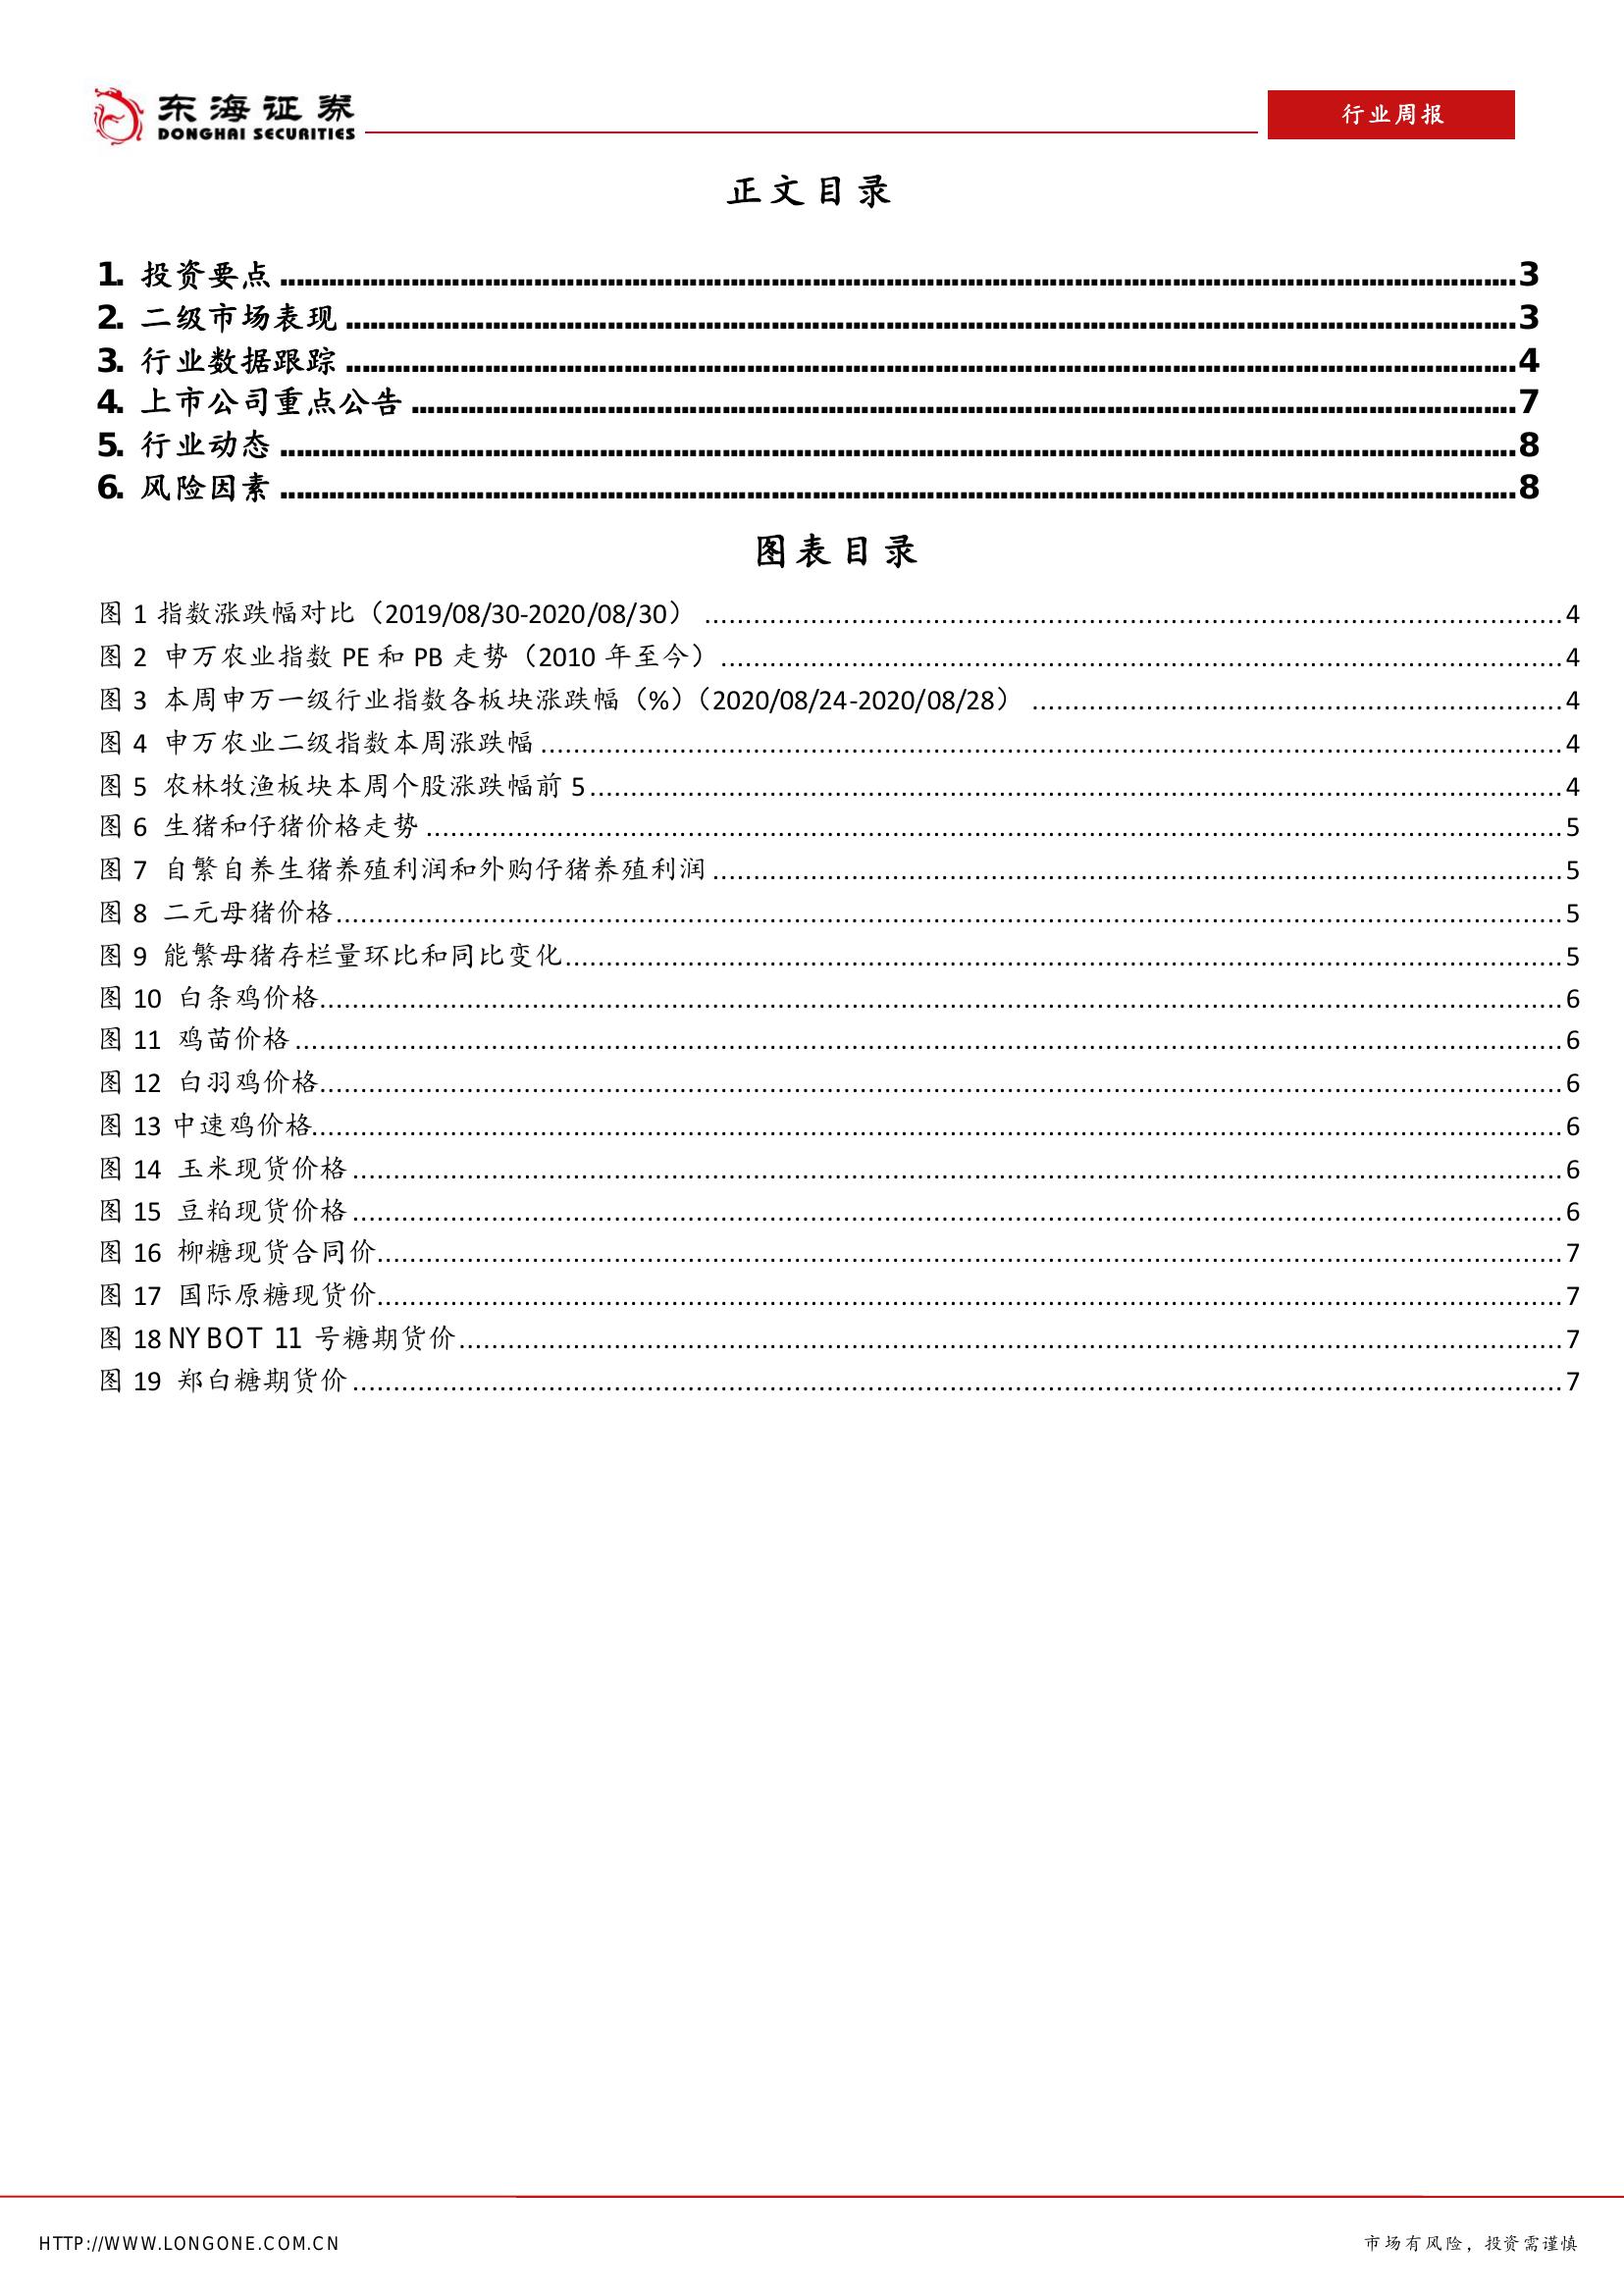 东海证券
DONGHAI SECURITIES
行业周报
正文目录
1. 投资要点........................................3
2. 二级市场表现........................................3
3. 行业数据跟踪........................................4
4. 上市公司重点公告........................................7
5. 行业动态........................................8
6. 风险因素........................................8
图表目录
图 1 指数涨跌幅对比（2019/08/30-2020/08/30）........................................4
图 2 申万农业指数 PE 和 PB 走势（2010 年至今）........................................4
图 3 本周申万一级行业指数各板块涨跌幅（%）（2020/08/24-2020/08/28）........................................4
图 4 申万农业二级指数本周涨跌幅........................................4
图 5 农林牧渔板块本周个股涨跌幅前 5........................................4
图 6 生猪和仔猪价格走势........................................5
图 7 自繁自养生猪养殖利润和外购仔猪养殖利润........................................5
图 8 二元母猪价格........................................5
图 9 能繁母猪存栏量环比和同比变化........................................5
图 10 白条鸡价格........................................6
图 11 鸡苗价格........................................6
图 12 白羽鸡价格........................................6
图 13 中速鸡价格........................................6
图 14 玉米现货价格........................................6
图 15 豆粕现货价格........................................6
图 16 柳糖现货合同价........................................7
图 17 国际原糖现货价........................................7
图 18 NYBOT 11 号糖期货价........................................7
图 19 郑白糖期货价........................................7
HTTP://WWW.LONGONE.COM.CN
市场有风险，投资需谨慎